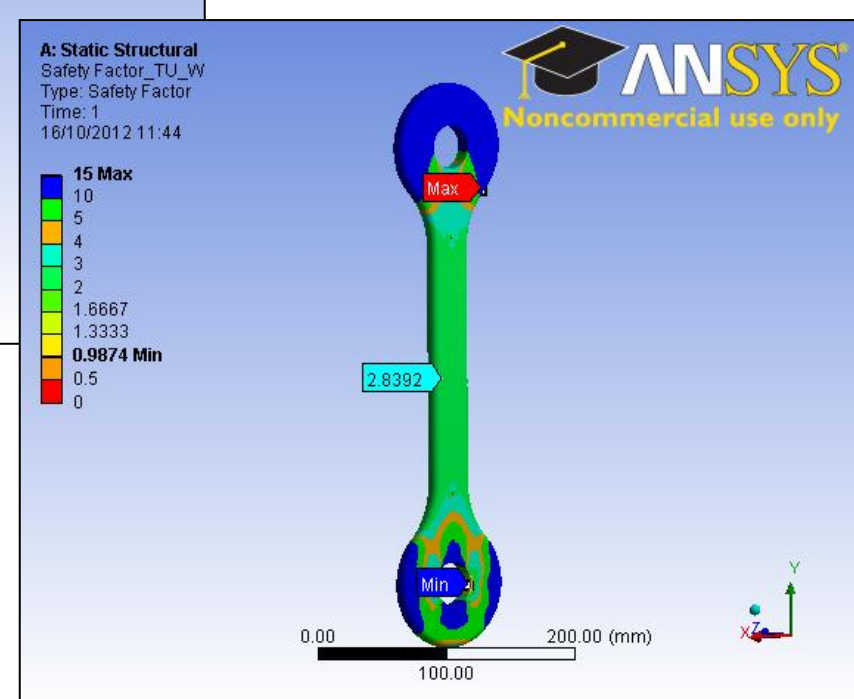 A: Static Structural
Safety Factor_TU_W
Type: Safety Factor
Time: 1
16/10/2012 11:44
ANSYS
Noncommercial use only
15 Max
10
5
4
3
2
1.6667
1.3333
0.9874 Min
0.5
0
Max
2.8392
Min
0.00
200.00 (mm)
100.00
Y
X
Z